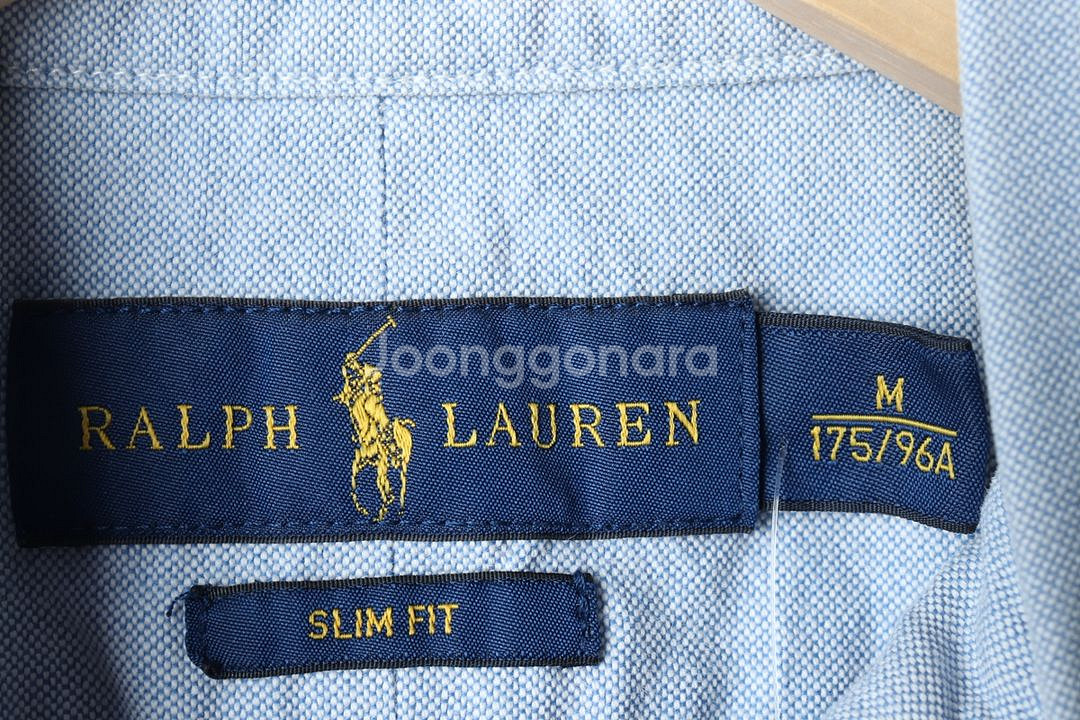 Joonggonara
RALPH LAUREN
M
175/96A
SLIM FIT